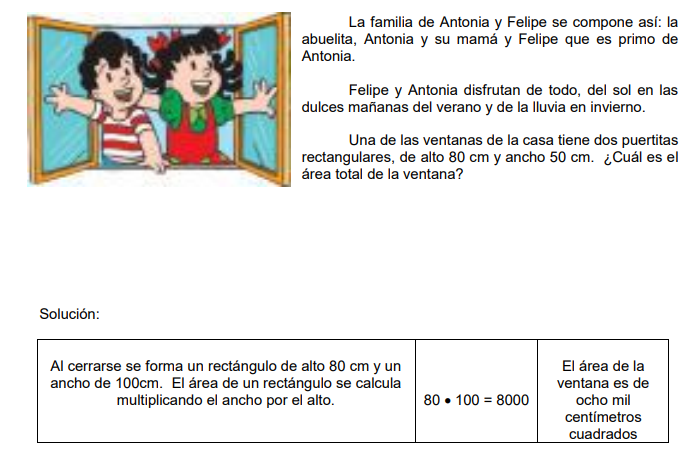 La familia de Antonia y Felipe se compone así: la
abuelita, Antonia y su mamá y Felipe que es primo de
Antonia.
Felipe y Antonia disfrutan de todo, del sol en las
dulces mañanas del verano y de la lluvia en invierno.
Una de las ventanas de la casa tiene dos puertitas
rectangulares, de alto 80 cm y ancho 50 cm. ¿Cuál es el
área total de la ventana?
Solución:
Al cerrarse se forma un rectángulo de alto 80 cm y un
ancho de 100cm. El área de un rectángulo se calcula
multiplicando el ancho por el alto.
80 • 100 = 8000
El área de la
ventana es de
ocho mil
centímetros
cuadrados